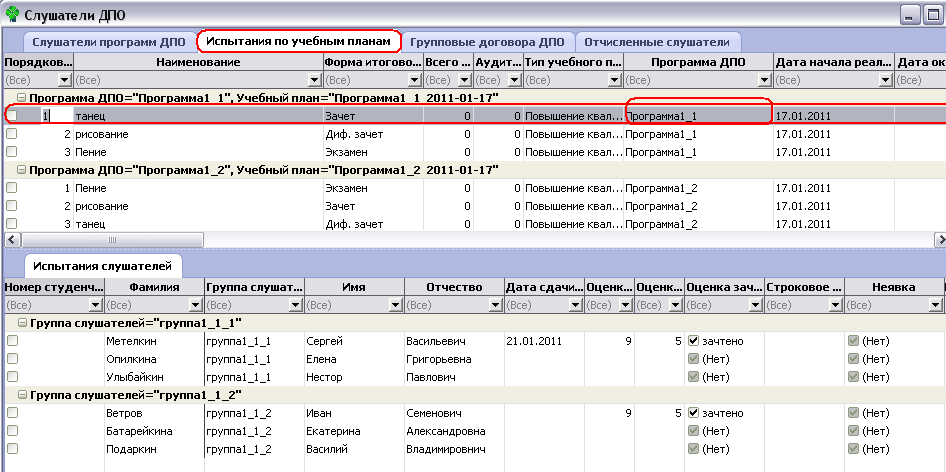 Слушатели ДПО
Слушатели программ ДПО Испытания по учебным планам Групповые договора ДПО Отчисленные слушатели
Порядков... Наименование Форма итогово... Всего ... Аудит... Тип учебного п... Программа ДПО Дата начала реал... Дата ок
(Все) (Все) (Все) (Все) (Все) (Все) (Все) (Все) (Все)
Программа ДПО="Программа1_1", Учебный план="Программа1_1 2011-01-17"
1 танец Зачет 0 0 Повышение квал... Программа1_1 17.01.2011
2 рисование Диф. зачет 0 0 Повышение квал... Программа1_1 17.01.2011
3 Пение Экзамен 0 0 Повышение квал... Программа1_1 17.01.2011
Программа ДПО="Программа1_2", Учебный план="Программа1_2 2011-01-17"
1 Пение Экзамен 0 0 Повышение квал... Программа1_2 17.01.2011
2 рисование Зачет 0 0 Повышение квал... Программа1_2 17.01.2011
3 танец Диф. зачет 0 0 Повышение квал... Программа1_2 17.01.2011
Испытания слушателей
Номер студенч... Фамилия Группа слушат... Имя Отчество Дата сдачи... Оценк... Оценк... Оценка зач... Строковое ... Неявка
(Все) (Все) (Все) (Все) (Все) (Все) (Все) (Все) (Все) (Все) (Все)
Группа слушателей="группа1_1_1"
Метелкин группа1_1_1 Сергей Васильевич 21.01.2011 9 5 зачтено (Нет)
Опилкина группа1_1_1 Елена Григорьевна (Нет) (Нет)
Улыбайкин группа1_1_1 Нестор Павлович (Нет) (Нет)
Группа слушателей="группа1_1_2"
Ветров группа1_1_2 Иван Семенович 9 5 зачтено (Нет)
Батарейкина группа1_1_2 Екатерина Александровна (Нет) (Нет)
Подаркин группа1_1_2 Василий Владимировнч (Нет) (Нет)